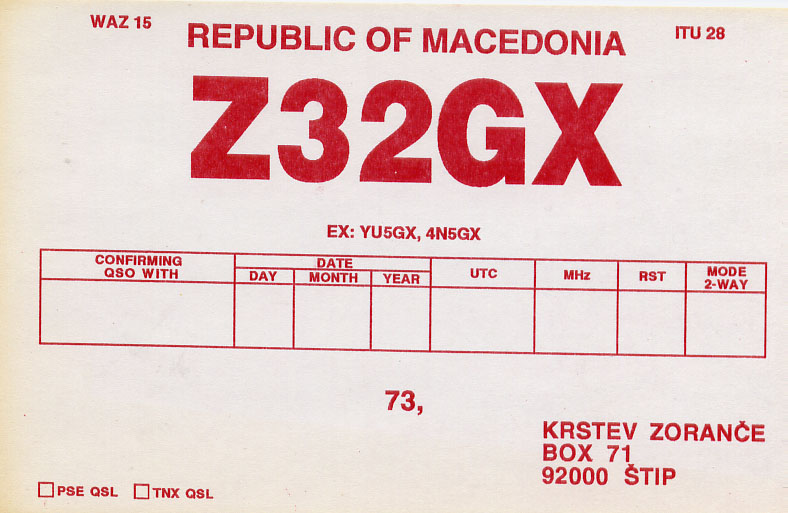 WAZ 15
REPUBLIC OF MACEDONIA
ITU 28
Z32GX
EX: YU5GX, 4N5GX
CONFIRMING QSO WITH
DATE
DAY MONTH YEAR
UTC
MHz
RST
MODE 2-WAY
73,
KRSTEV ZORANČE
BOX 71
92000 ŠTIP
PSE QSL TNX QSL